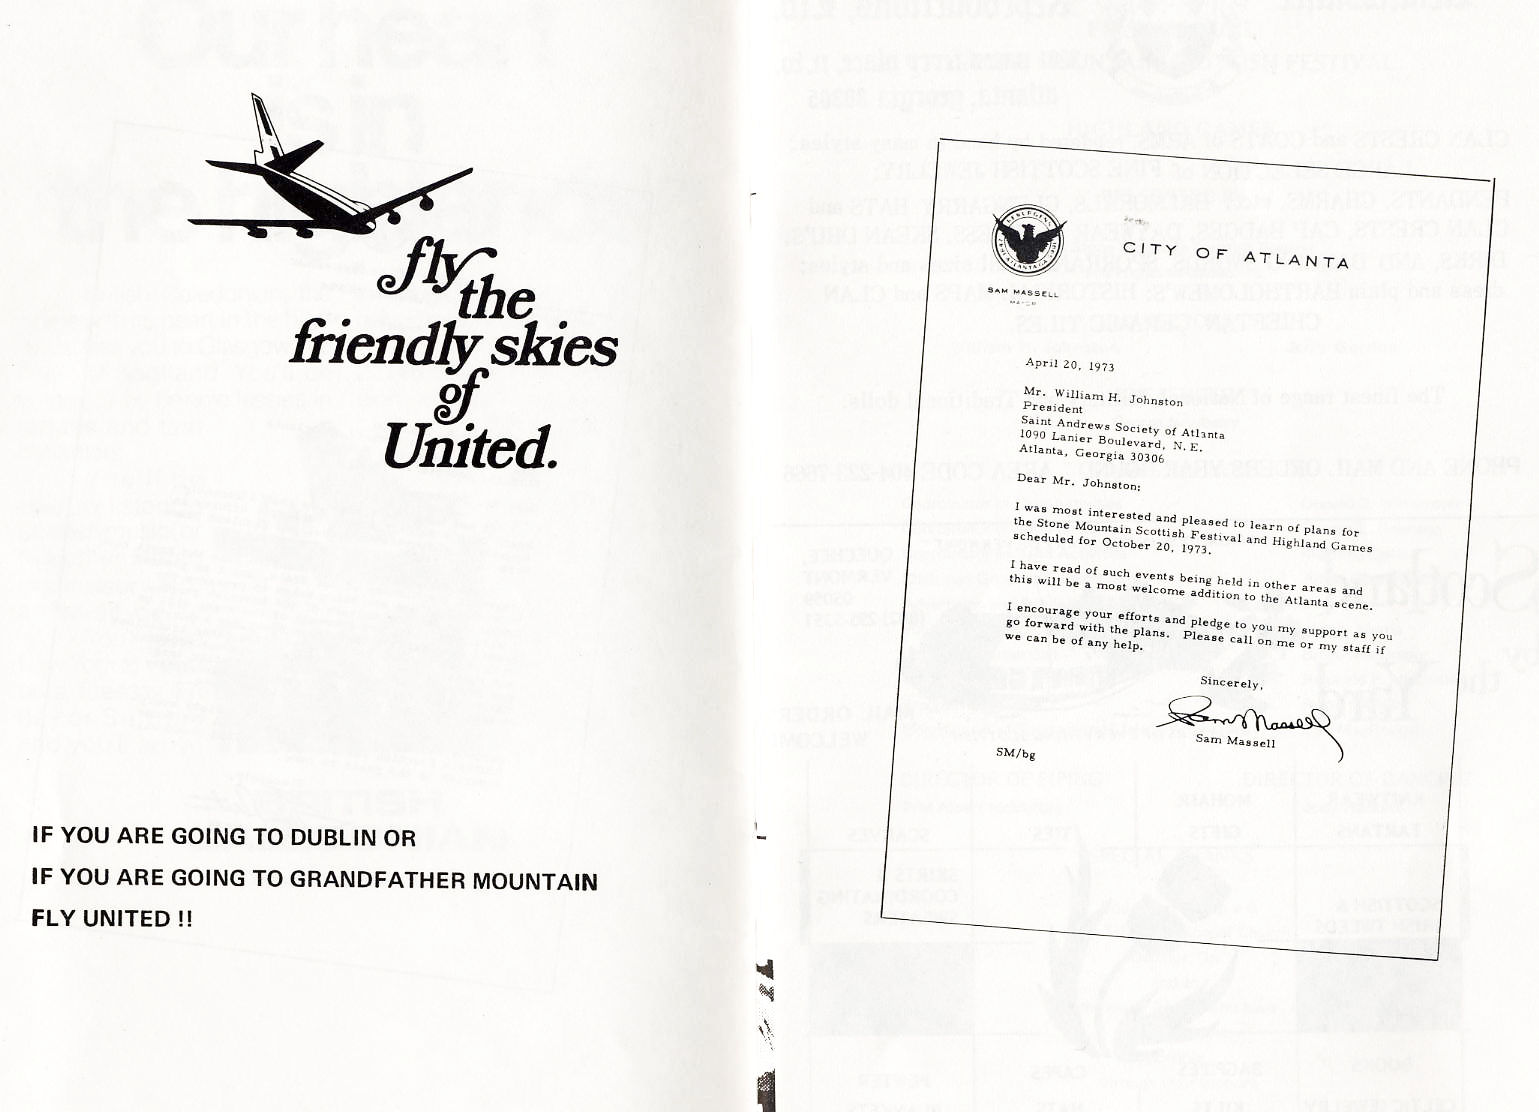 fly
the
friendly skies
of
United.
IF YOU ARE GOING TO DUBLIN OR
IF YOU ARE GOING TO GRANDFATHER MOUNTAIN
FLY UNITED !!
CITY OF ATLANTA
SAM MASSELL
MAYOR
April 20, 1973
Mr. William H. Johnston
President
Saint Andrews Society of Atlanta
1090 Lanier Boulevard, N.E.
Atlanta, Georgia 30306
Dear Mr. Johnston:
I was most interested and pleased to learn of plans for
the Stone Mountain Scottish Festival and Highland Games
scheduled for October 20, 1973.
I have read of such events being held in other areas and
this will be a most welcome addition to the Atlanta scene.
I encourage your efforts and pledge to you my support as you
go forward with the plans. Please call on me or my staff if
we can be of any help.
Sincerely,
Sam Massell
Sam Massell
SM/bg